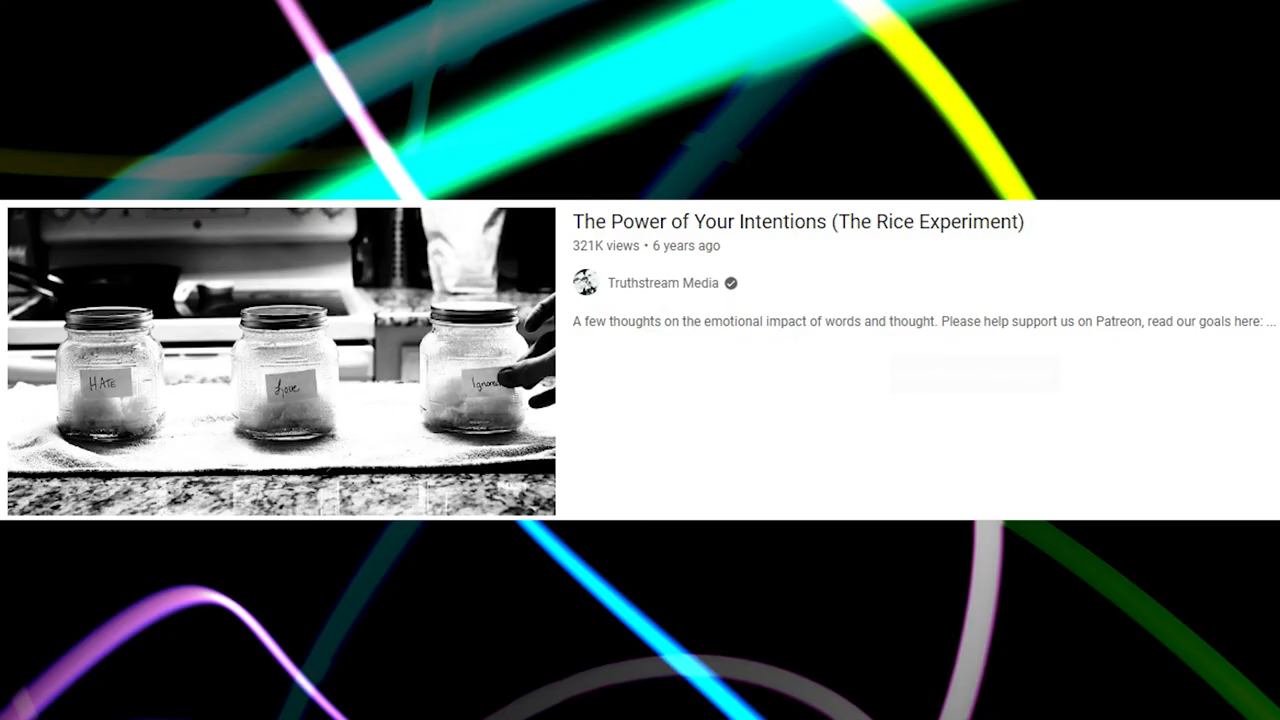 The Power of Your Intentions (The Rice Experiment)
321K views • 6 years ago
Truthstream Media
A few thoughts on the emotional impact of words and thought. Please help support us on Patreon, read our goals here: ...
HATE
Love